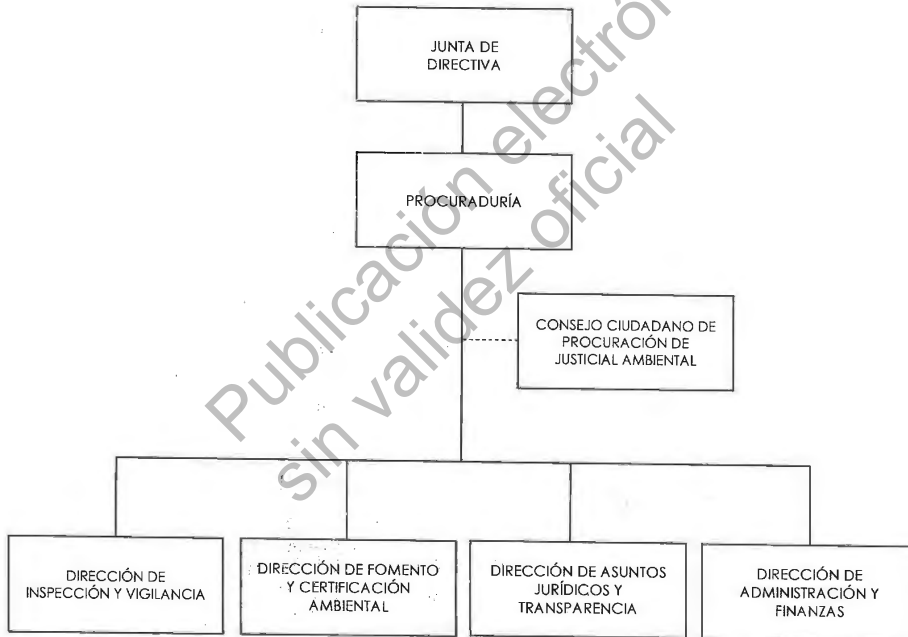 JUNTA DE
DIRECTIVA
PROCURADURÍA
CONSEJO CIUDADANO DE
PROCURACIÓN DE
JUSTICIAL AMBIENTAL
DIRECCIÓN DE
INSPECCIÓN Y VIGILANCIA
DIRECCIÓN DE FOMENTO
Y CERTIFICACIÓN
AMBIENTAL
DIRECCIÓN DE ASUNTOS
JURÍDICOS Y
TRANSPARENCIA
DIRECCIÓN DE
ADMINISTRACIÓN Y
FINANZAS
Publicación
sin validez oficial